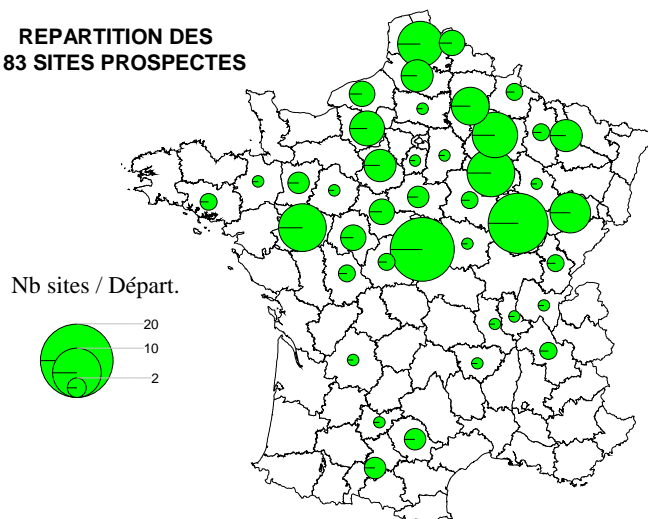 REPARTITION DES
83 SITES PROSPECTES
Nb sites / Départ.
20
10
2